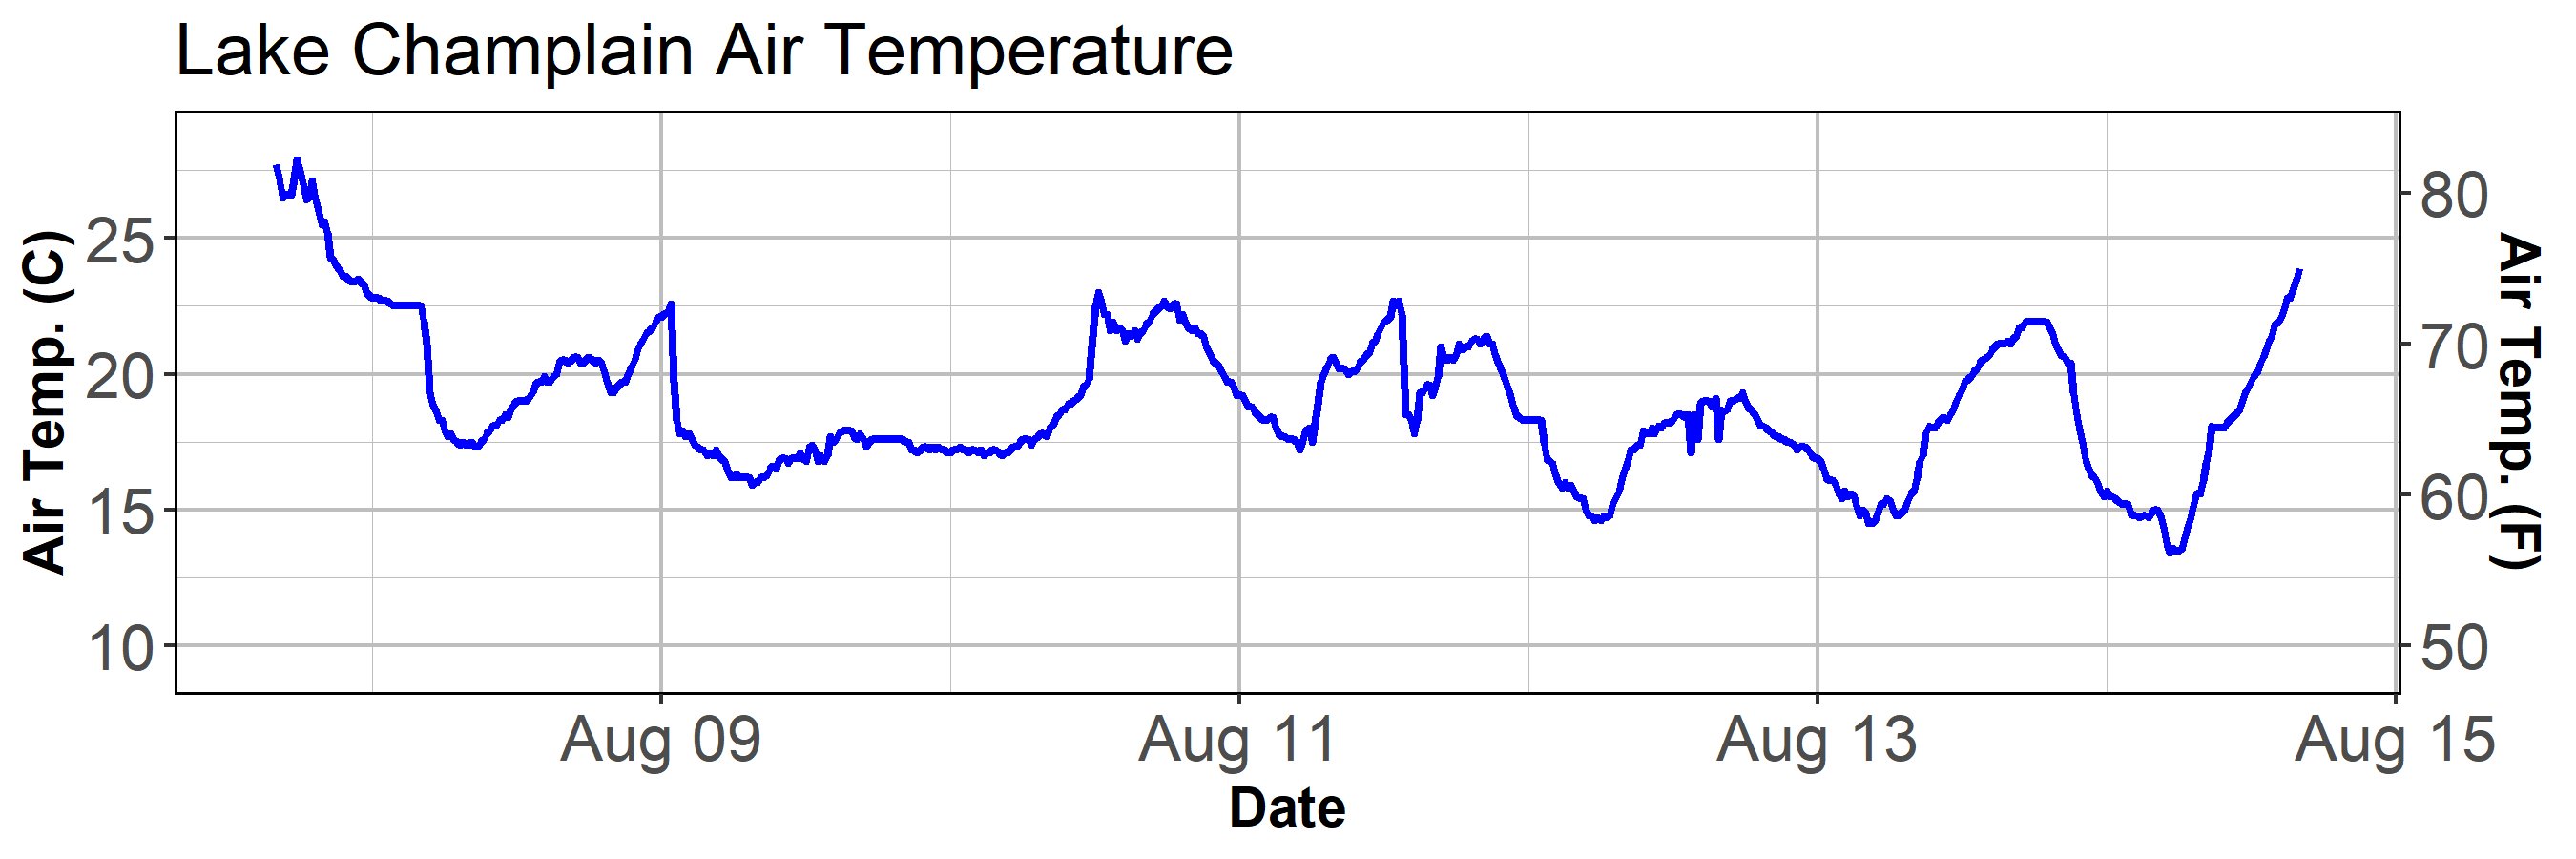 Lake Champlain Air Temperature
Air Temp. (C)
25
20
15
10
80
70
60
50
Air Temp. (F)
Aug 09
Aug 11
Aug 13
Aug 15
Date